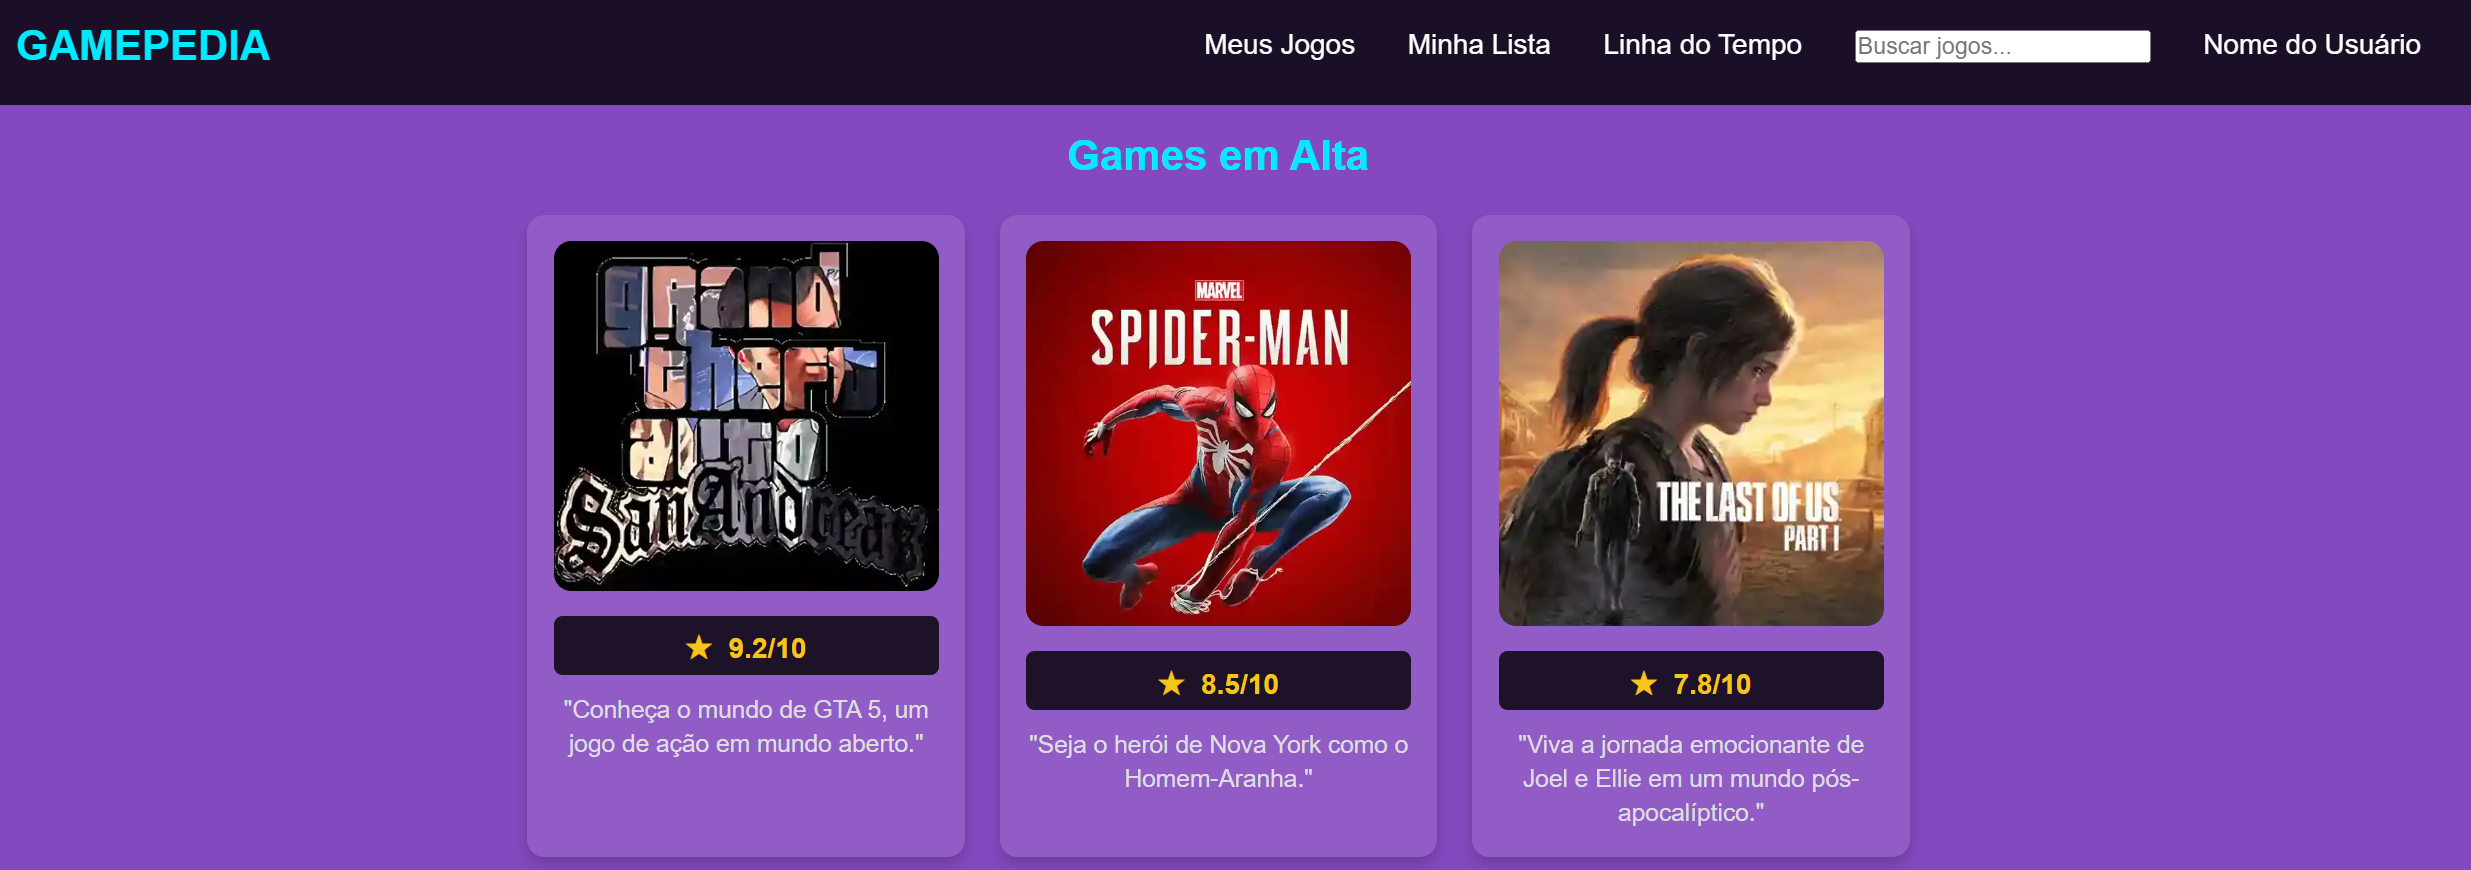 GAMEPEDIA
Meus Jogos
Minha Lista
Linha do Tempo
Buscar jogos...
Nome do Usuário
Games em Alta
grand
theft
auto
San Andreas
★ 9.2/10
"Conheça o mundo de GTA 5, um
jogo de ação em mundo aberto."
MARVEL
SPIDER-MAN
★ 8.5/10
"Seja o herói de Nova York como o
Homem-Aranha."
THE LAST OF US
PART I
★ 7.8/10
"Viva a jornada emocionante de
Joel e Ellie em um mundo pós-
apocalíptico."